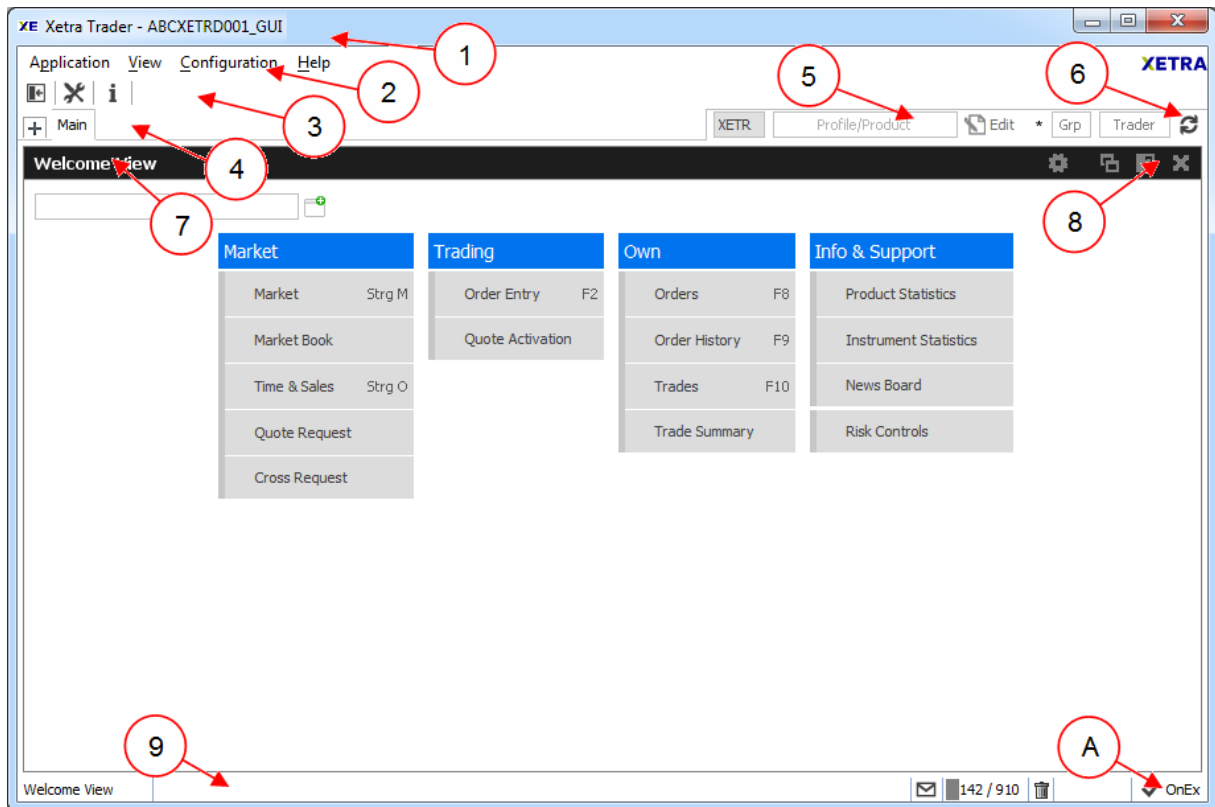 XE Xetra Trader - ABCXETRD001_GUI
1
Application View Configuration Help
2
5
6
XETRA
3
+ Main
4
XETR Profile/Product Edit * Grp Trader
Welcome View
7
8
Market
Market Strg M
Market Book
Time & Sales Strg O
Quote Request
Cross Request
Trading
Order Entry F2
Quote Activation
Own
Orders F8
Order History F9
Trades F10
Trade Summary
Info & Support
Product Statistics
Instrument Statistics
News Board
Risk Controls
9
A
Welcome View
142 / 910
OnEx